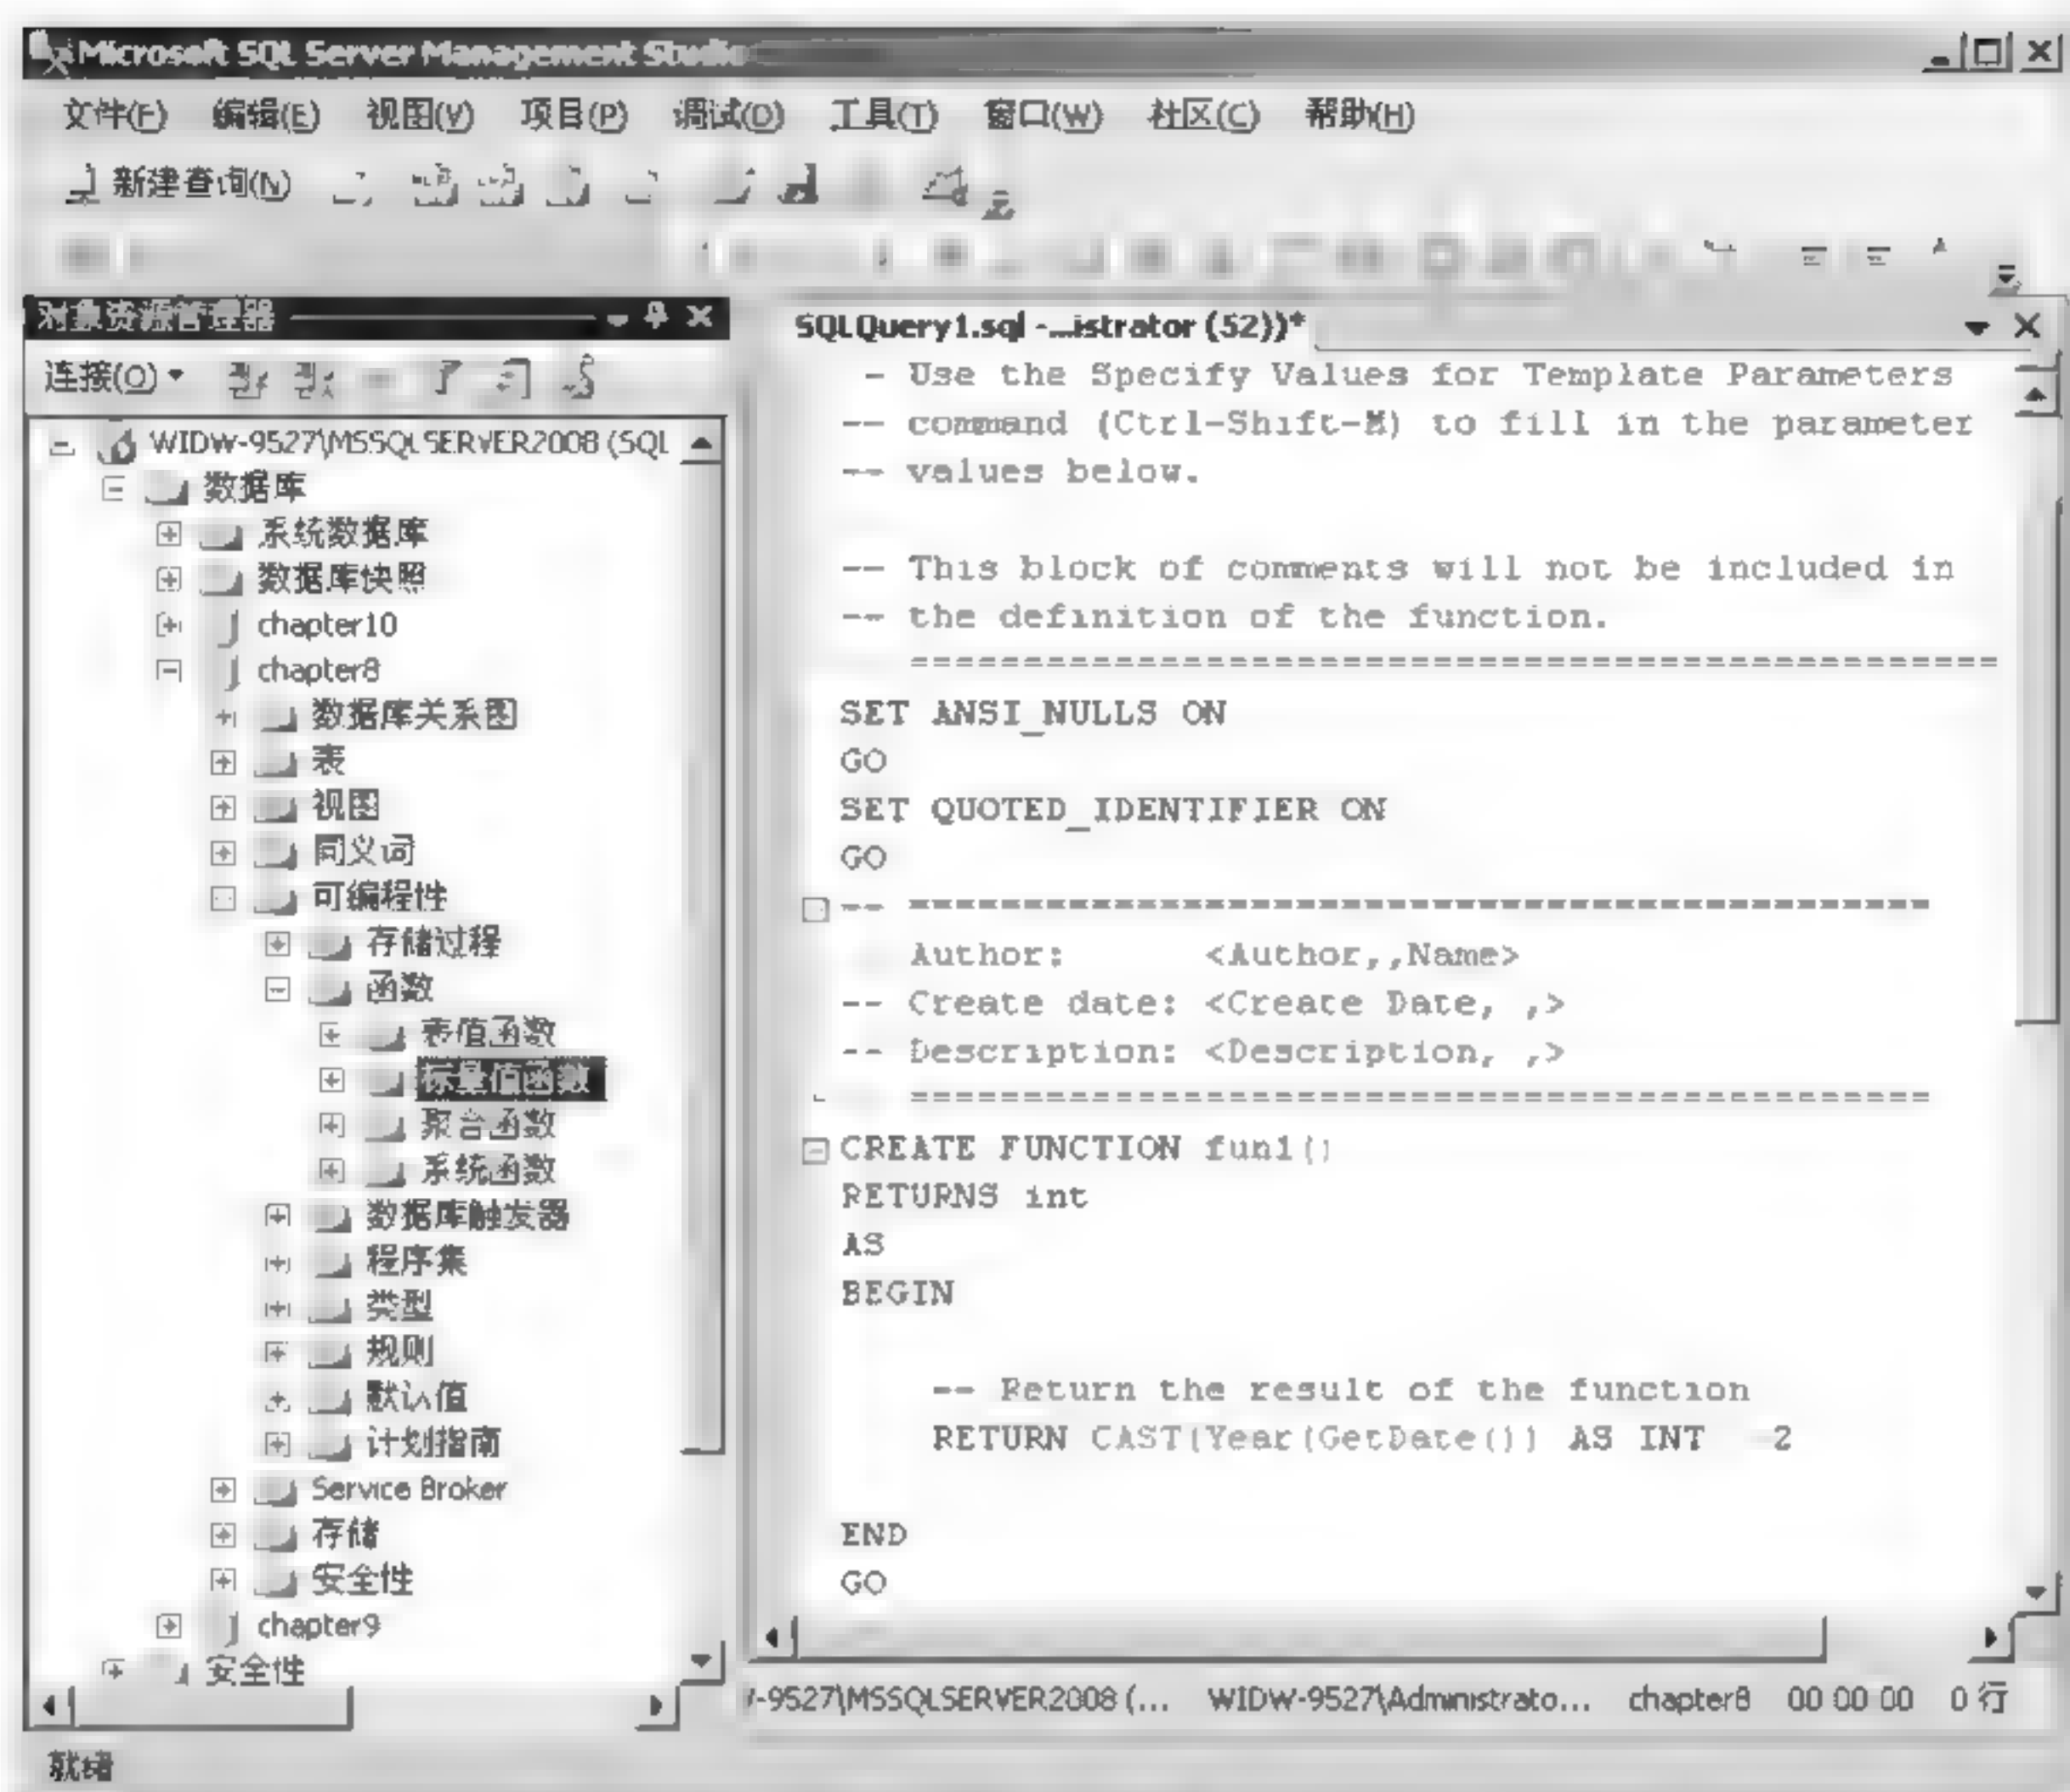 Microsoft SQL Server Management Studio
文件(F) 编辑(E) 视图(V) 项目(P) 调试(D) 工具(T) 窗口(W) 社区(C) 帮助(H)
新建查询(N)
对象资源管理器
连接(O)
WIDW-9527\MSSQLSERVER2008 (SQL
数据库
系统数据库
数据库快照
chapter10
chapter8
数据库关系图
表
视图
同义词
可编程性
存储过程
函数
表值函数
标量值函数
聚合函数
系统函数
数据库触发器
程序集
类型
规则
默认值
计划指南
Service Broker
存储
安全性
chapter9
安全性
SQLQuery1.sql -...istrator (52))*
- Use the Specify Values for Template Parameters
-- command (Ctrl-Shift-M) to fill in the parameter
-- values below.
-- This block of comments will not be included in
-- the definition of the function.
================================================
SET ANSI_NULLS ON
GO
SET QUOTED_IDENTIFIER ON
GO
-- =============================================
Author: <Author,,Name>
-- Create date: <Create Date, ,>
-- Description: <Description, ,>
=============================================
CREATE FUNCTION fun1()
RETURNS int
AS
BEGIN
-- Return the result of the function
RETURN CAST(Year(GetDate()) AS INT -2
END
GO
-9527\MSSQLSERVER2008 (... WIDW-9527\Administrato... chapter8 00 00 00 0 行
就绪